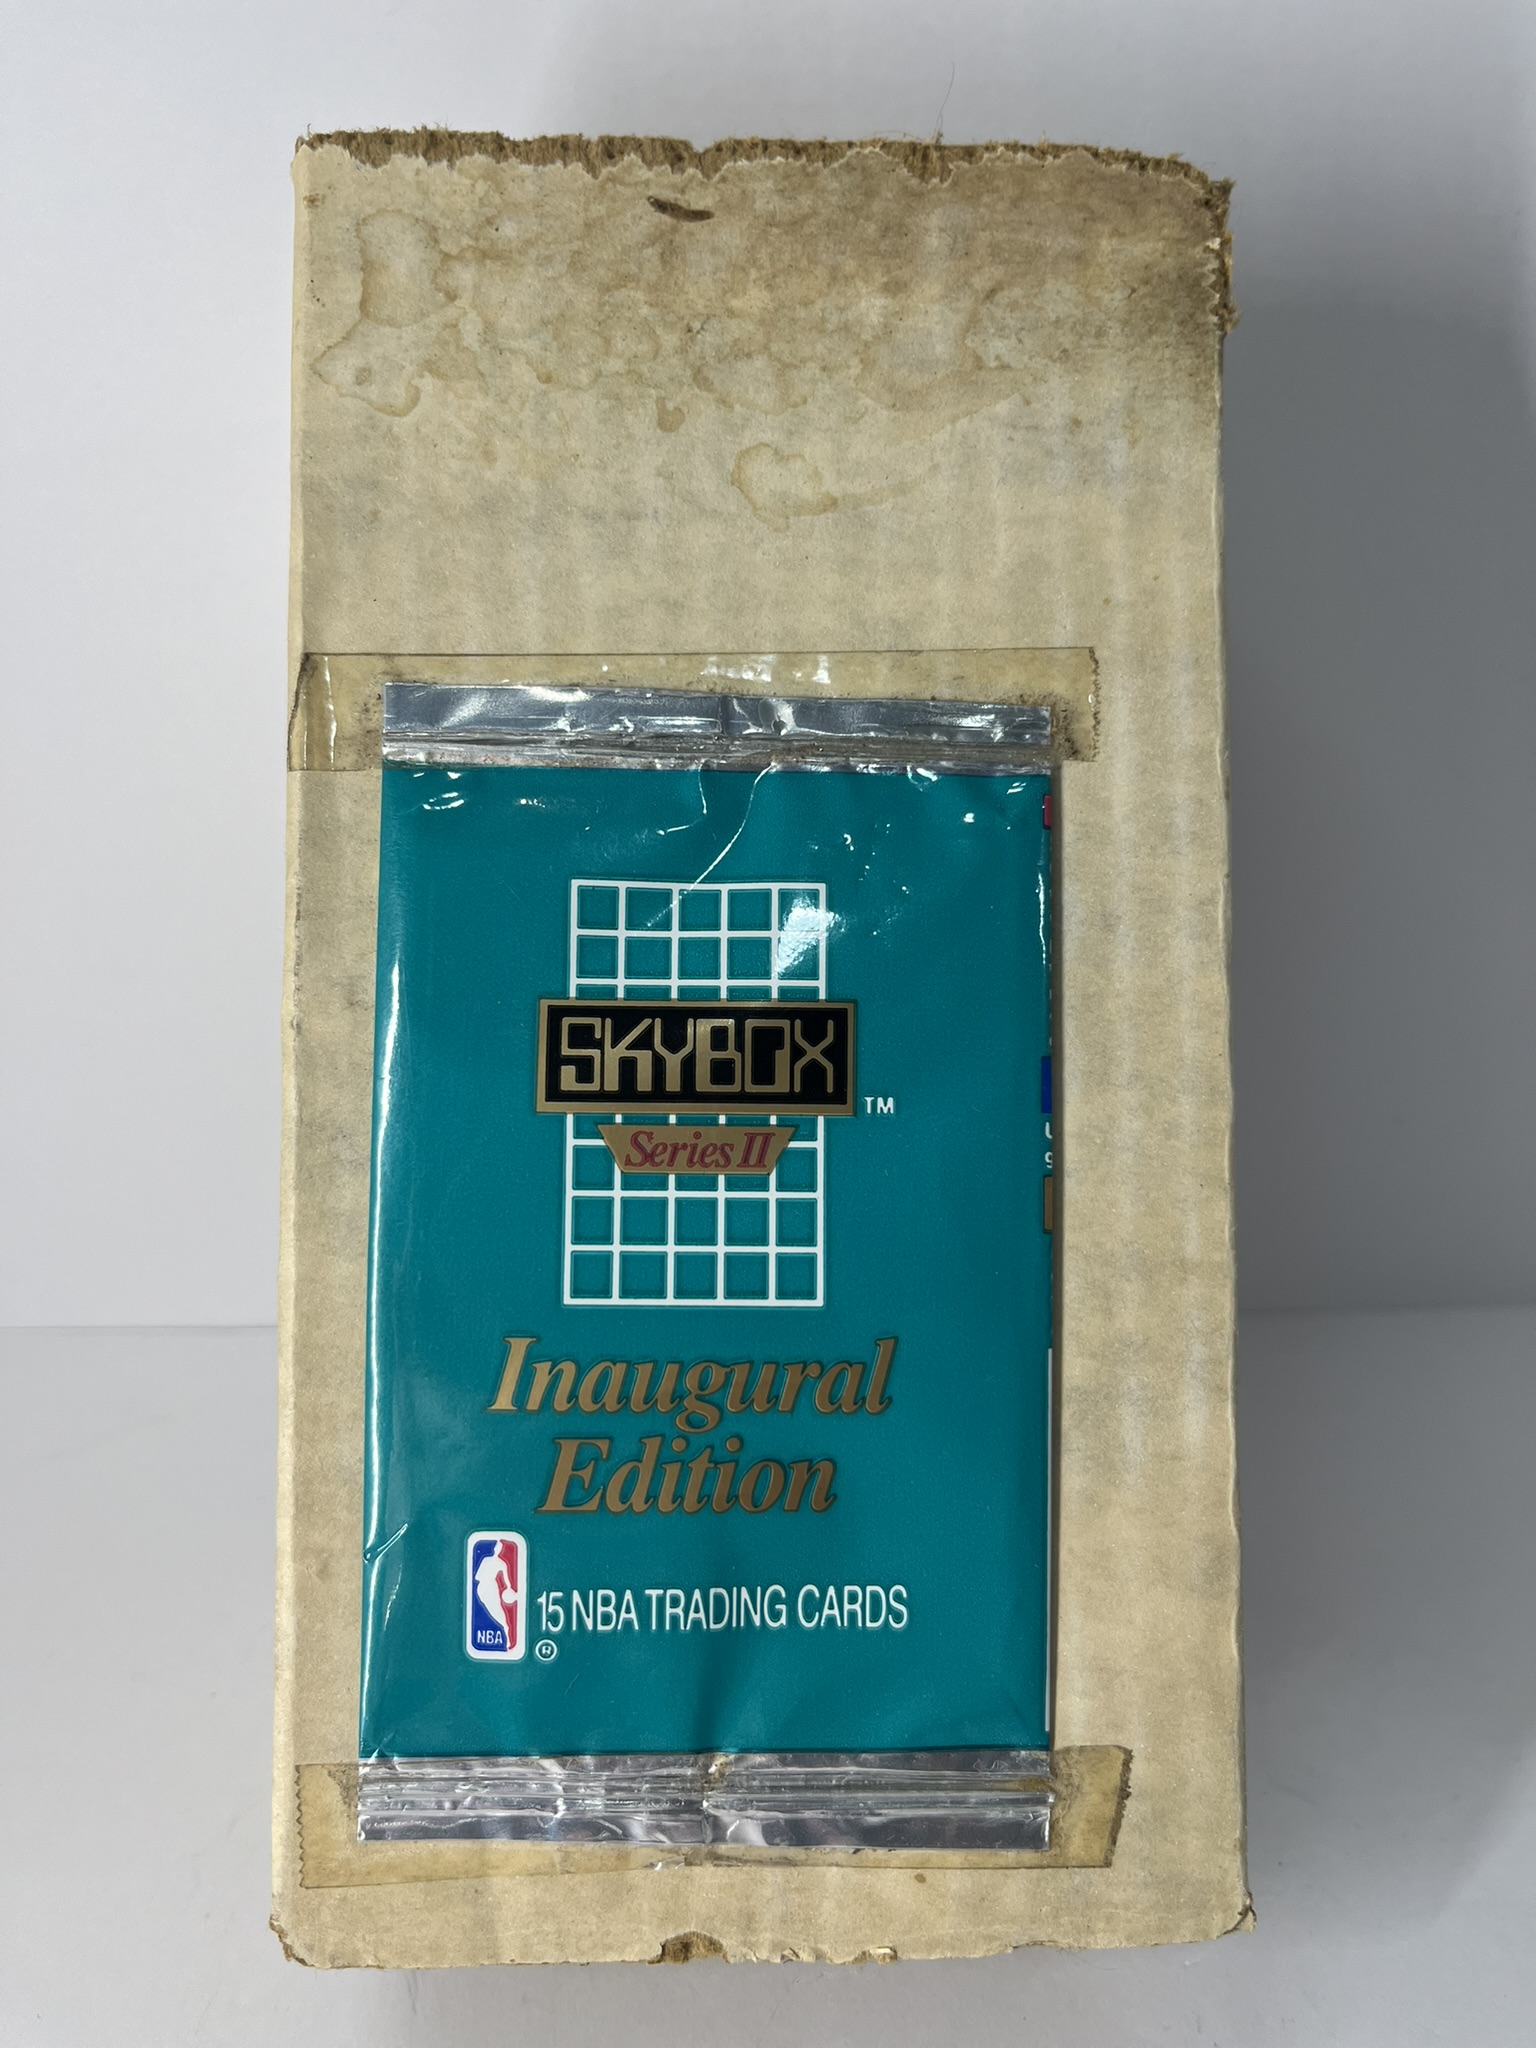 SKYBOX
TM
Series II
Inaugural
Edition
NBA
15 NBA TRADING CARDS
®